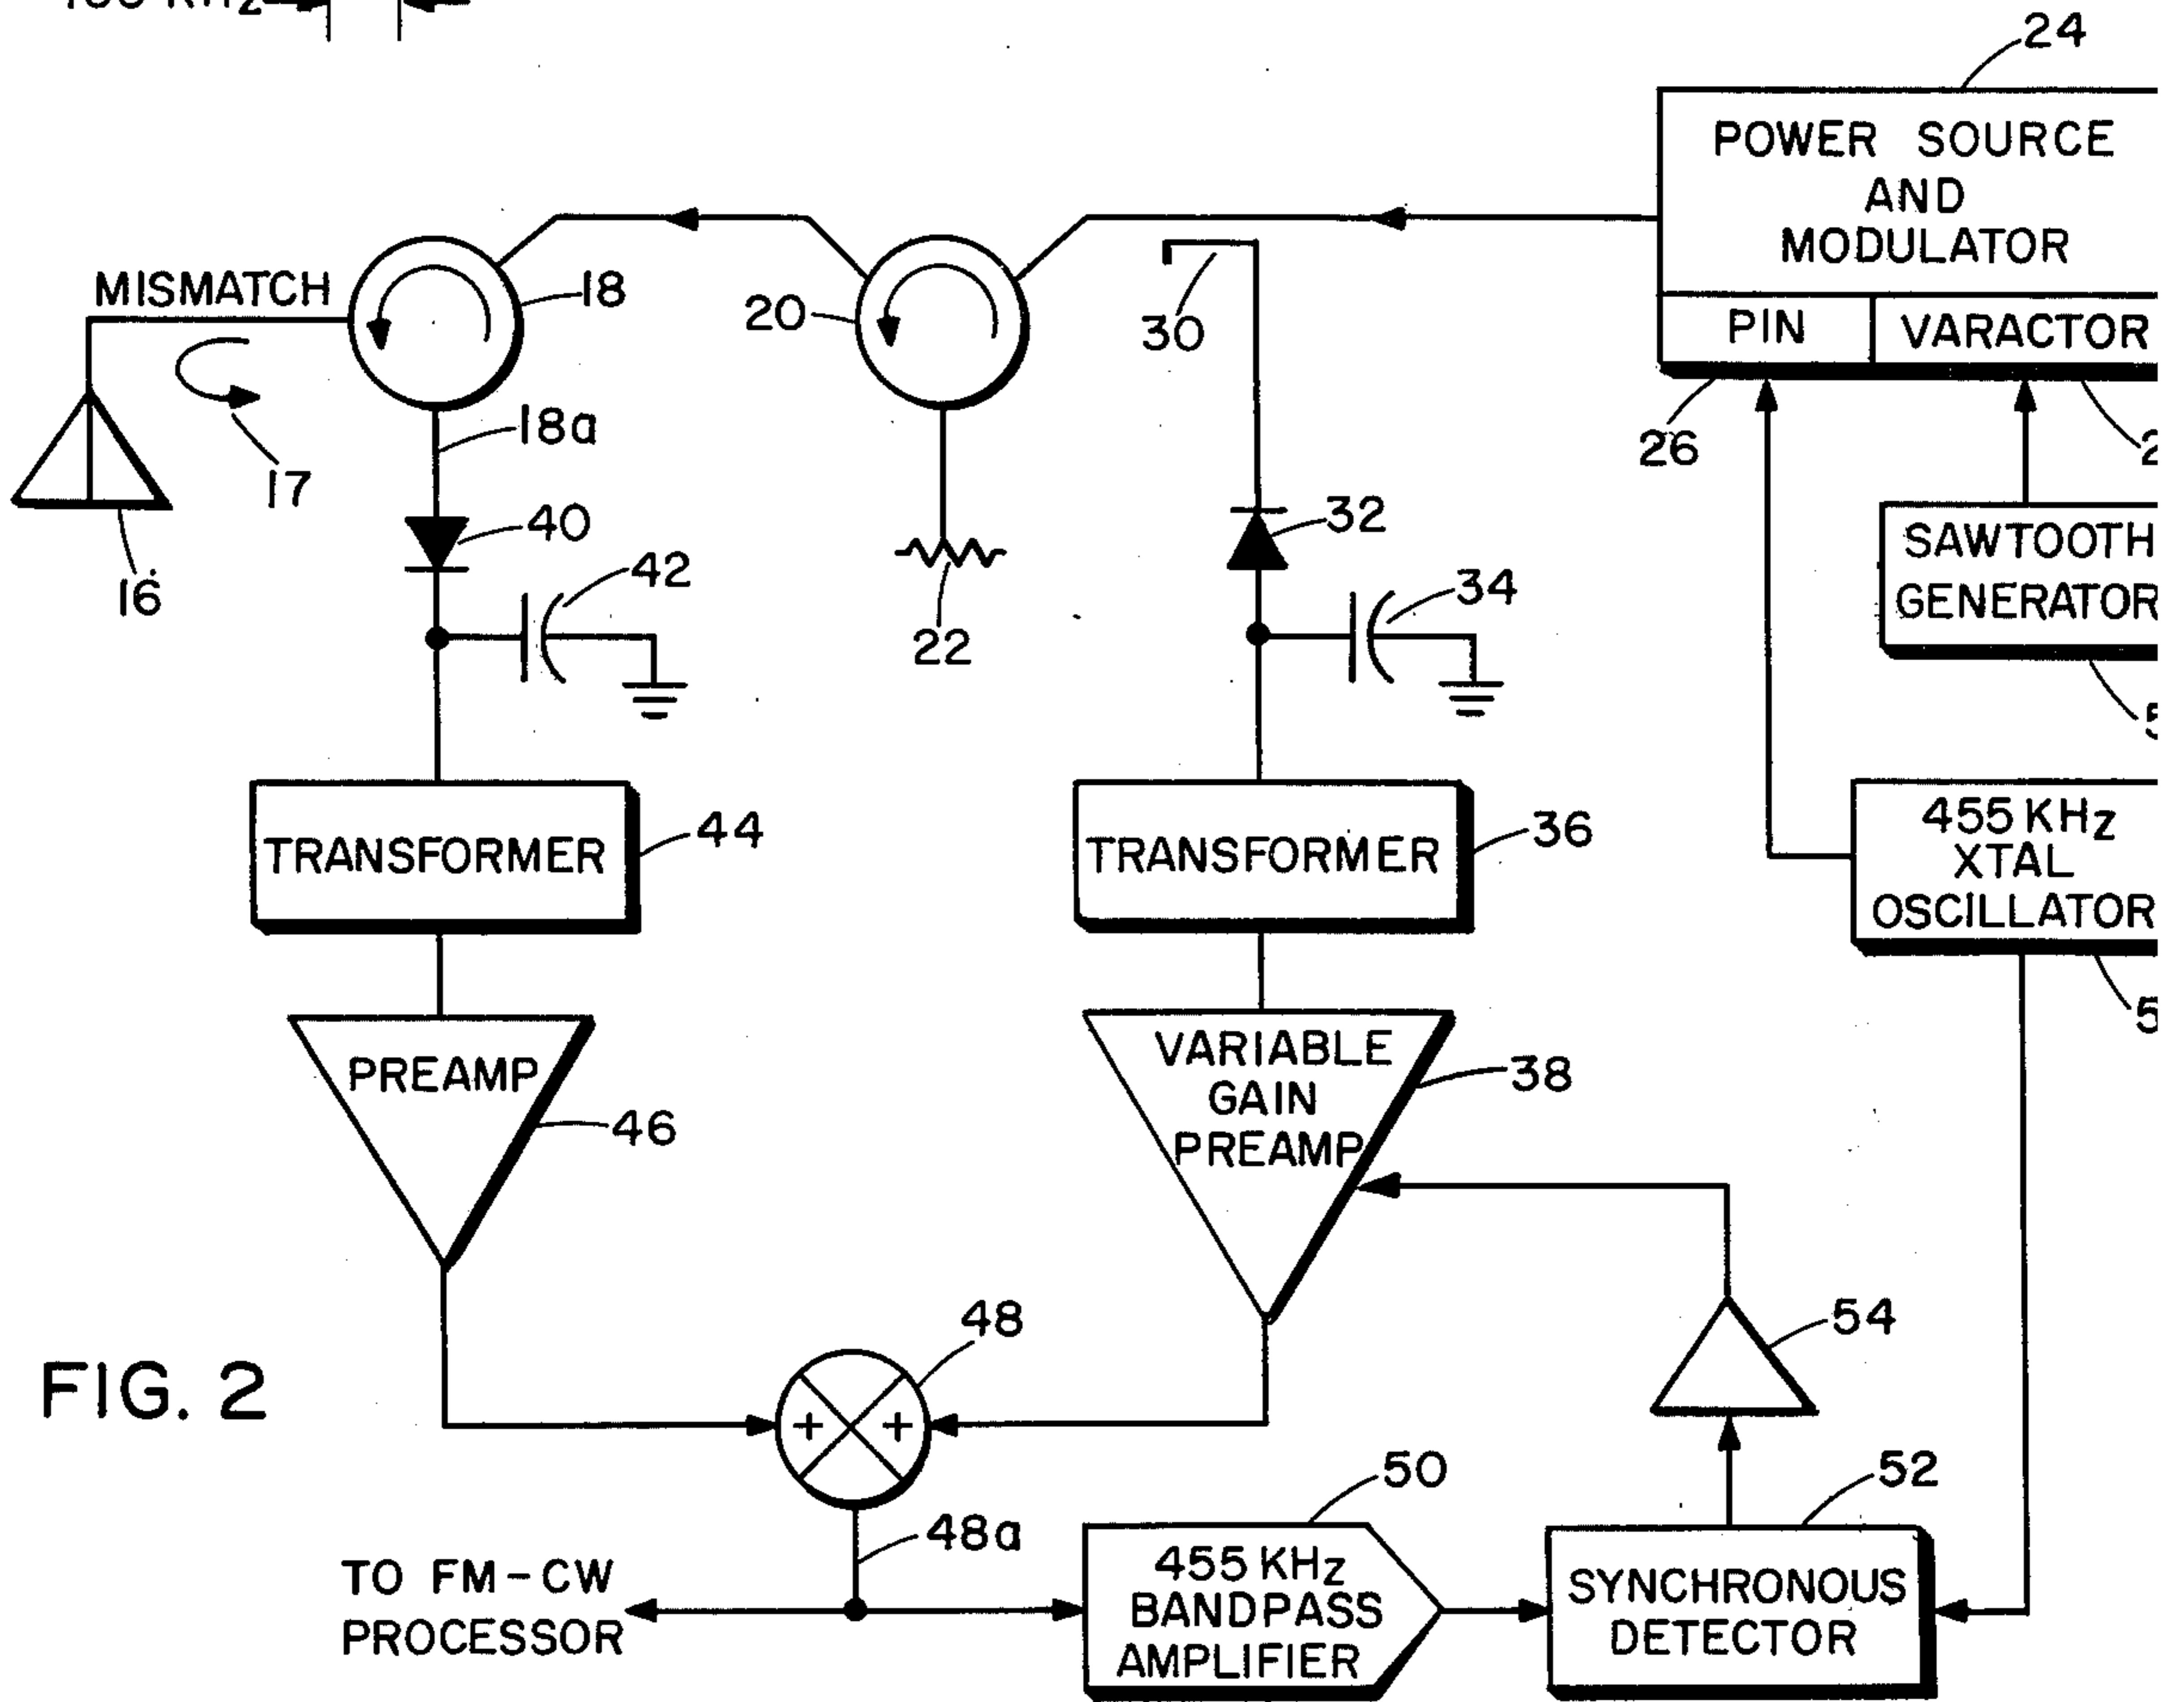 24
POWER SOURCE
AND
MODULATOR
PIN
VARACTOR
26
MISMATCH
18
20
30
18a
17
16
40
42
22
32
34
SAWTOOTH
GENERATOR
TRANSFORMER
44
TRANSFORMER
36
455 KHz
XTAL
OSCILLATOR
PREAMP
46
VARIABLE
GAIN
PREAMP
38
48
54
FIG. 2
+ +
48a
50
52
TO FM-CW
PROCESSOR
455 KHz
BANDPASS
AMPLIFIER
SYNCHRONOUS
DETECTOR